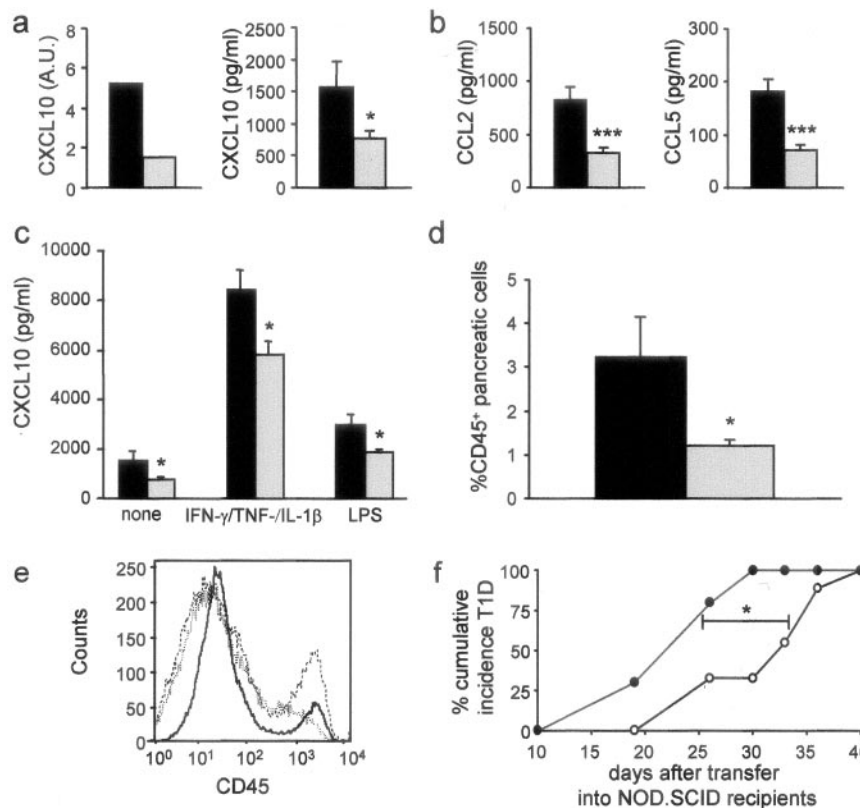 a
CXCL10 (A.U.)
8
6
4
2
0
CXCL10 (pg/ml)
2500
2000
1500
1000
500
0
*
b
CCL2 (pg/ml)
1500
1000
500
0
***
CCL5 (pg/ml)
300
200
100
0
***
c
CXCL10 (pg/ml)
10000
8000
6000
4000
2000
0
*
*
*
none
IFN-γ/TNF-/IL-1β
LPS
d
%CD45⁺ pancreatic cells
5
4
3
2
1
0
*
e
Counts
250
200
150
100
50
0
10⁰
10¹
10²
10³
10⁴
CD45
f
% cumulative
incidence T1D
100
75
50
25
0
*
10
15
20
25
30
35
40
days after transfer
into NOD.SCID recipients